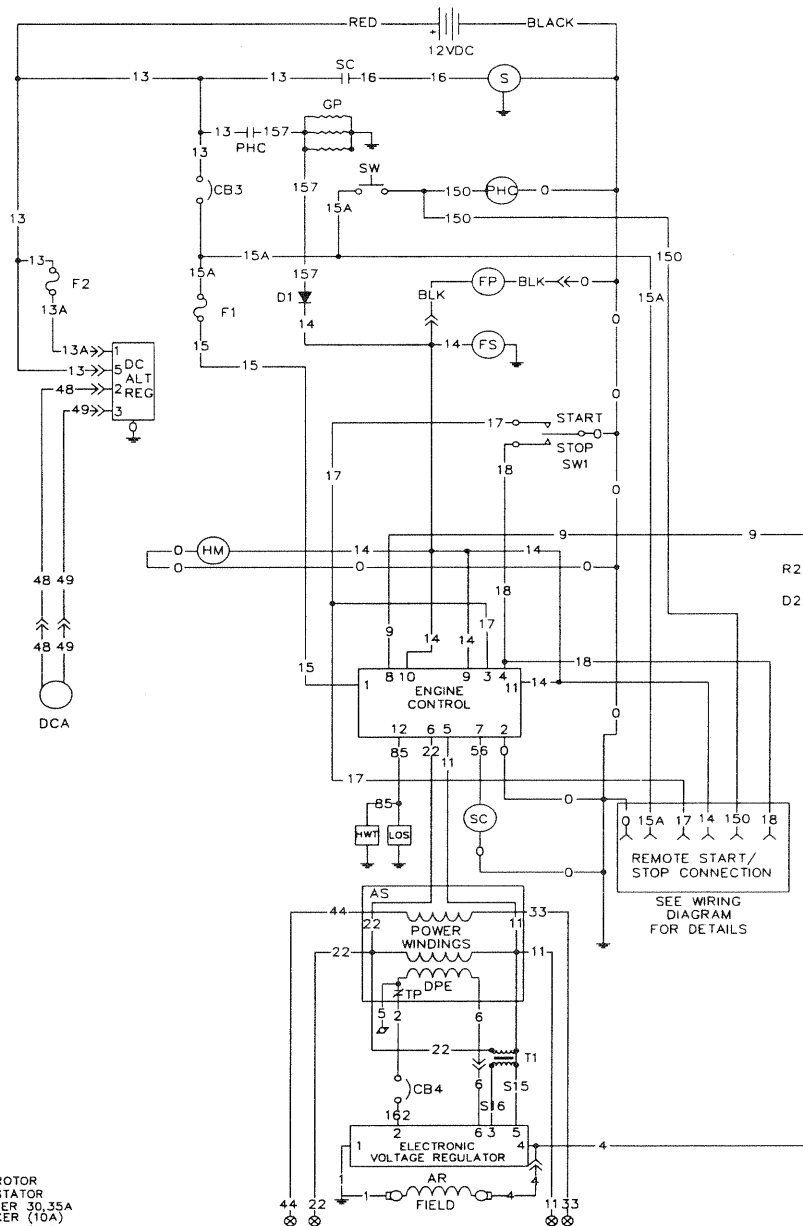 RED
BLACK
+
12VDC
SC
13
13
16
16
S
GP
13
157
PHC
13
SW
CB3
157
15A
150
PHC
0
150
13
15A
15A
150
13
F2
157
FP
BLK
0
BLK
15A
13A
F1
D1
14
0
14
FS
15
13A
1
15
13
5
DC
ALT
REG
48
2
49
3
0
17
START
0
STOP
SW1
18
17
0
9
9
0
HM
14
14
0
0
0
R2
D2
48
49
18
17
9
14
14
48
49
15
18
8
10
9
3
4
1
ENGINE
CONTROL
11
14
DCA
0
12
6
5
7
2
85
22
11
56
0
17
85
0
HWT
LOS
SC
0
0
0
15A
17
14
150
18
REMOTE START/
STOP CONNECTION
SEE WIRING
DIAGRAM
FOR DETAILS
AS
44
33
22
POWER
WINDINGS
11
22
11
DPE
TP
5
2
6
22
T1
CB4
6
S15
S16
162
2
6
3
5
1
ELECTRONIC
VOLTAGE REGULATOR
4
4
1
AR
4
1
FIELD
4
ROTOR
STATOR
ER 30,35A
KER (10A)
44
22
11
33